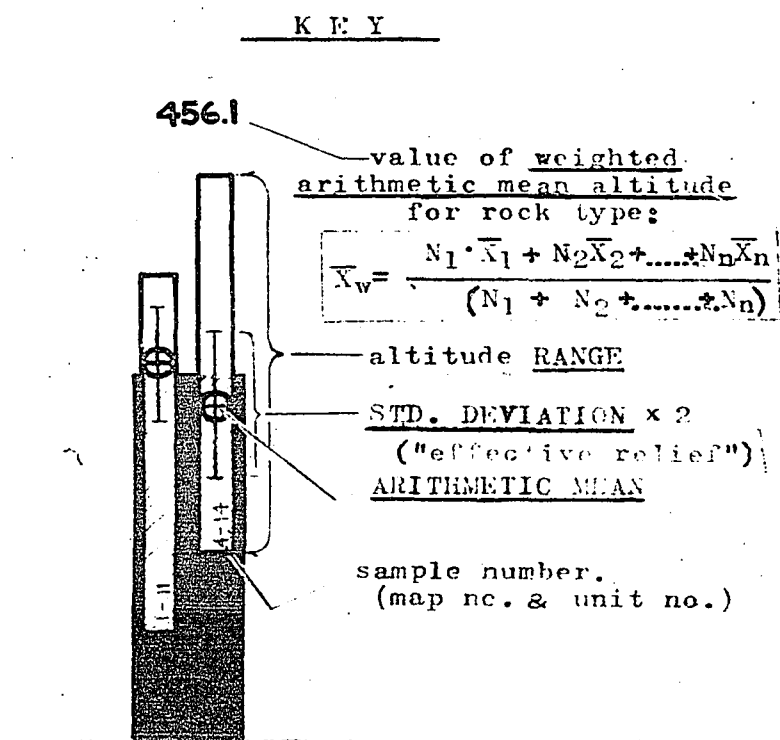 K E Y
456.1
value of weighted
arithmetic mean altitude
for rock type:
X̅w= N1·X̅1 + N2X̅2+.....+NnX̅n
(N1 + N2+........+Nn)
altitude RANGE
STD. DEVIATION × 2
("effective relief")
ARITHMETIC MEAN
4-14
sample number.
(map no. & unit no.)
1-11